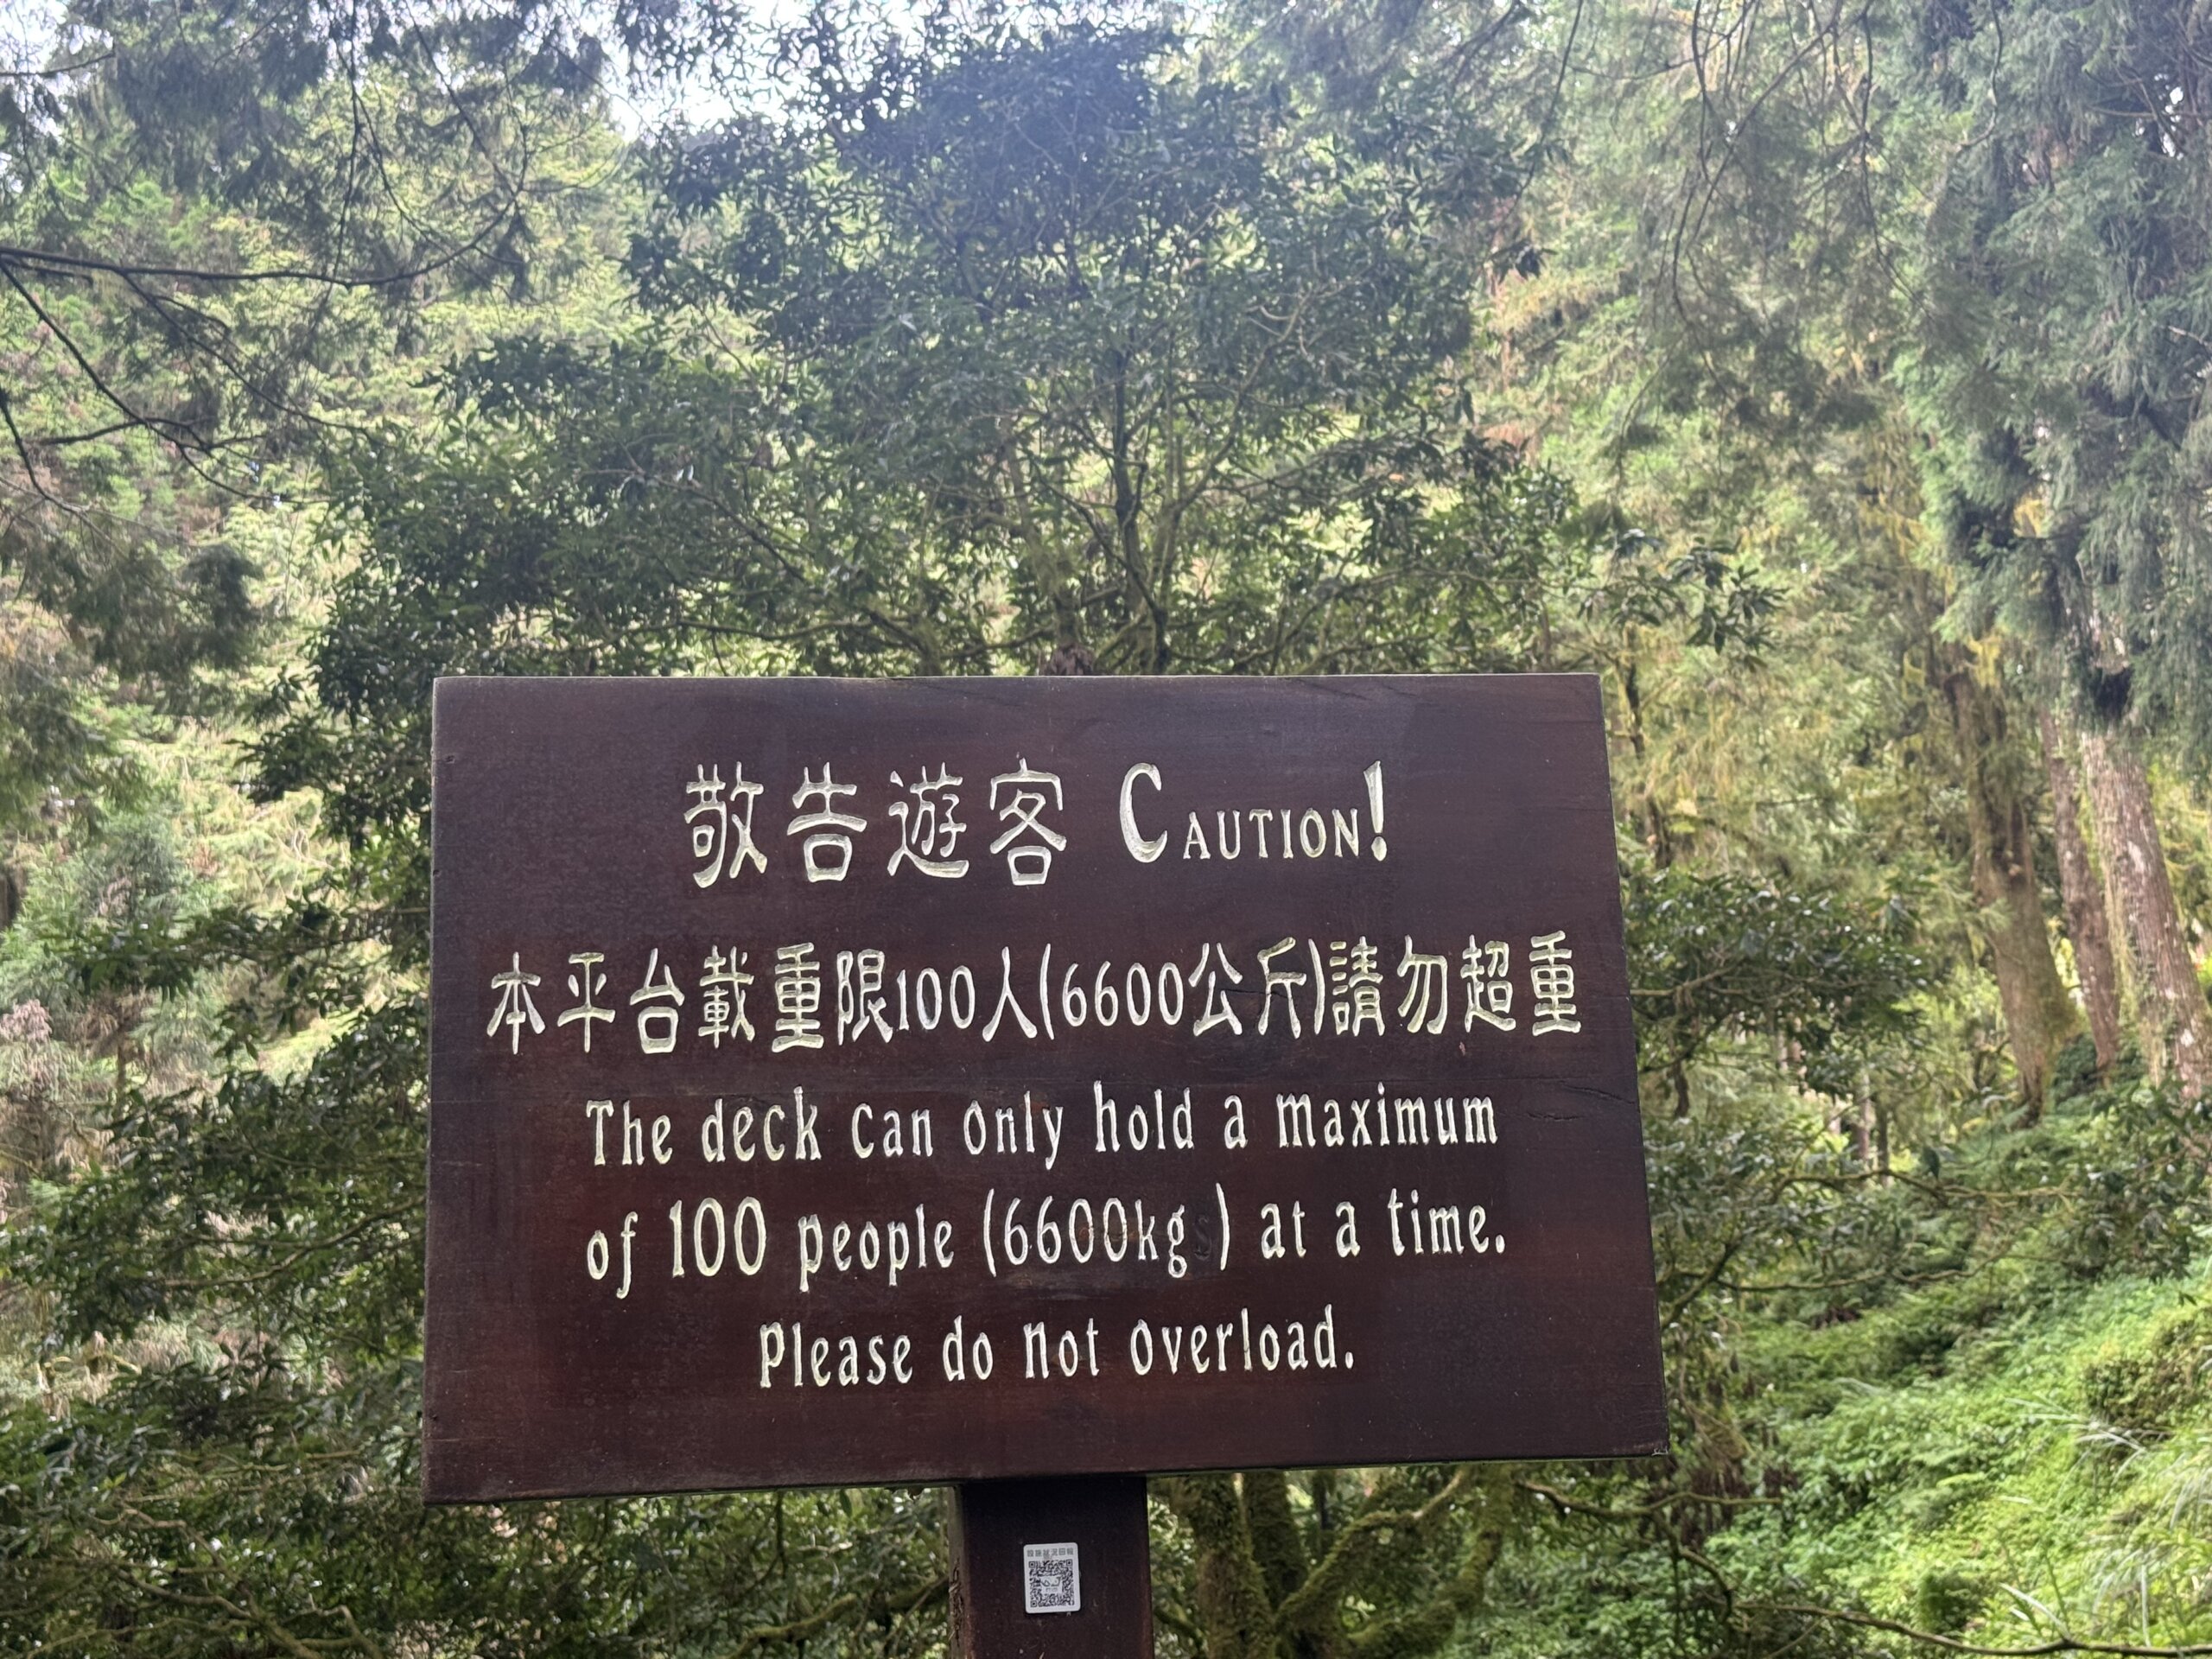 敬告遊客 CAUTION!
本平台載重限100人(6600公斤)請勿超重
The deck can only hold a maximum
of 100 people (6600kg ) at a time.
Please do not overload.